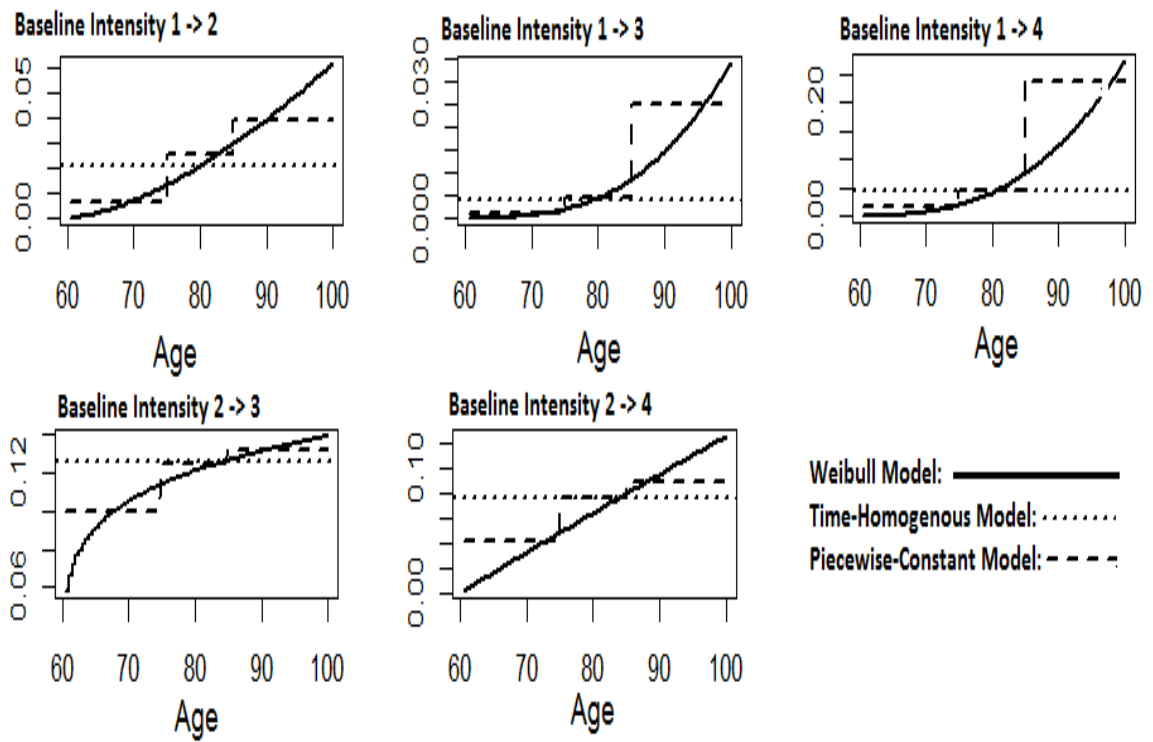 Baseline Intensity 1 -> 2
0.05
0.00
60 70 80 90 100
Age
Baseline Intensity 1 -> 3
0.030
0.000
60 70 80 90 100
Age
Baseline Intensity 1 -> 4
0.20
0.00
0.00
60 70 80 90 100
Age
Baseline Intensity 2 -> 3
0.12
0.06
60 70 80 90 100
Age
Baseline Intensity 2 -> 4
0.10
0.00
60 70 80 90 100
Age
Weibull Model:
Time-Homogenous Model:
Piecewise-Constant Model: